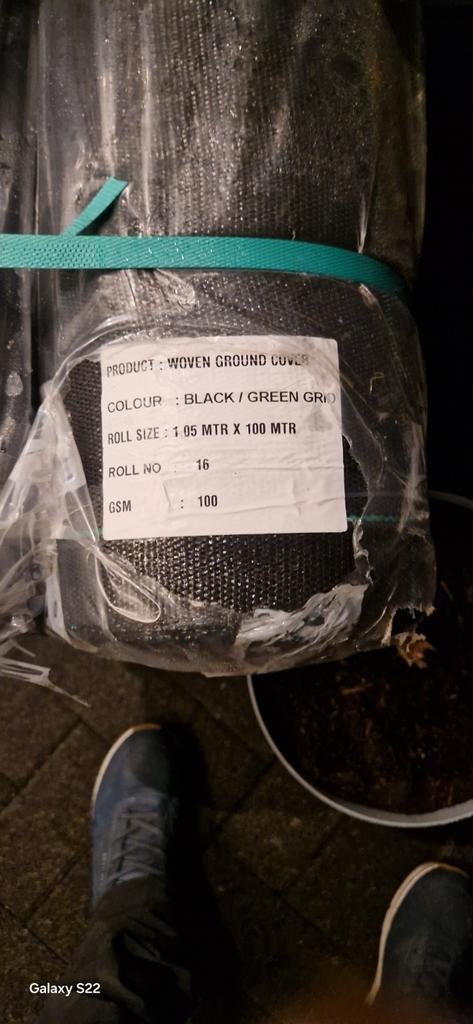 PRODUCT : WOVEN GROUND COVER
COLOUR : BLACK / GREEN GRID
ROLL SIZE : 1.05 MTR X 100 MTR
ROLL NO : 16
GSM : 100
Galaxy S22